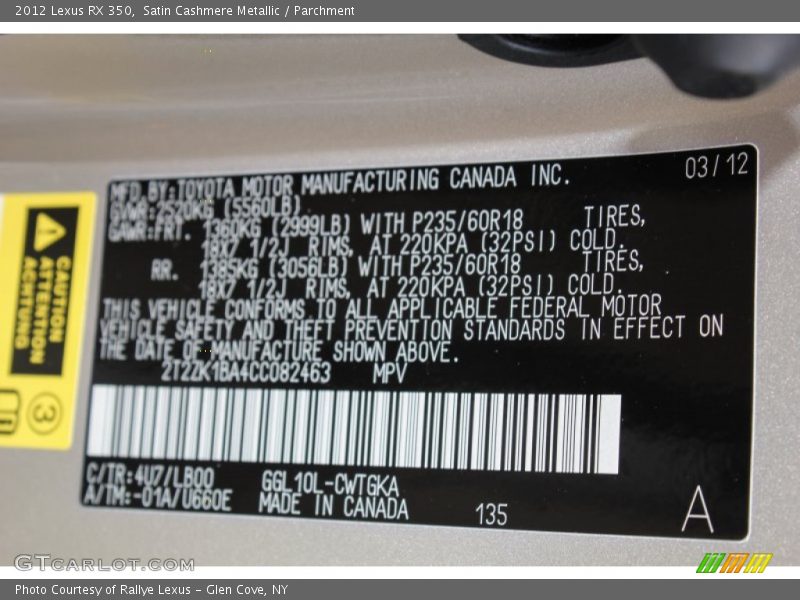 2012 Lexus RX 350, Satin Cashmere Metallic / Parchment
03/12
MFD BY: TOYOTA MOTOR MANUFACTURING CANADA INC.
GVWR: 2520KG (5560LB)
GAWR: FRT. 1360KG (2999LB) WITH P235/60R18 TIRES,
18X7 1/2J RIMS, AT 220KPA (32PSI) COLD.
RR. 1385KG (3056LB) WITH P235/60R18 TIRES,
18X7 1/2J RIMS, AT 220KPA (32PSI) COLD.
THIS VEHICLE CONFORMS TO ALL APPLICABLE FEDERAL MOTOR
VEHICLE SAFETY AND THEFT PREVENTION STANDARDS IN EFFECT ON
THE DATE OF MANUFACTURE SHOWN ABOVE.
2T2ZK1BA4CC082463 MPV
C/TR: 4U7/LB00 GGL10L-CWTGKA
A/TM: -01A/U660E MADE IN CANADA
135
A
CAUTION
ATTENTION
ACHTUNG
3
GTCarLot.com
Photo Courtesy of Rallye Lexus - Glen Cove, NY